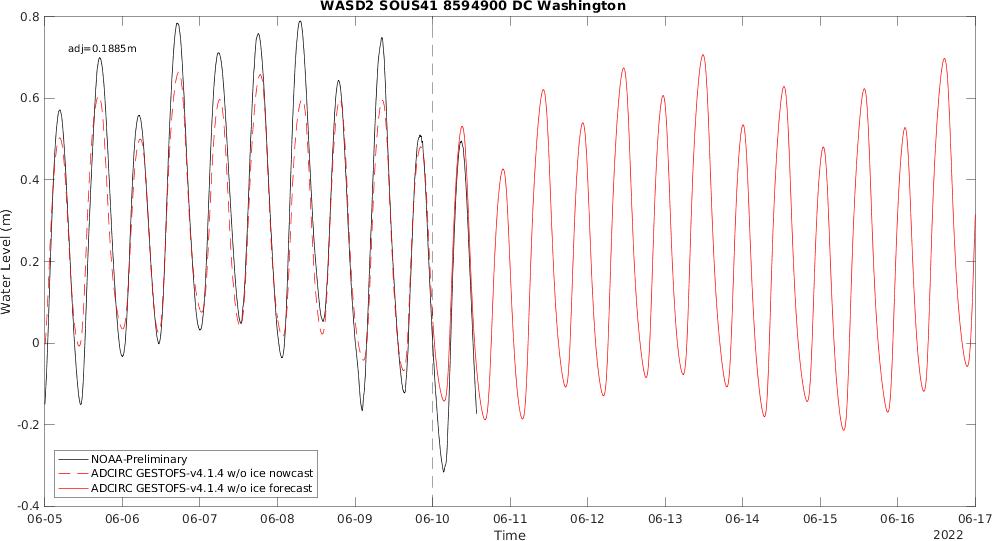 WASD2 SOUS41 8594900 DC Washington
adj=0.1885m
Water Level (m)
0.8
0.6
0.4
0.2
0
-0.2
-0.4
NOAA-Preliminary
ADCIRC GESTOFS-v4.1.4 w/o ice nowcast
ADCIRC GESTOFS-v4.1.4 w/o ice forecast
06-05 06-06 06-07 06-08 06-09 06-10 06-11 06-12 06-13 06-14 06-15 06-16 06-17
Time
2022